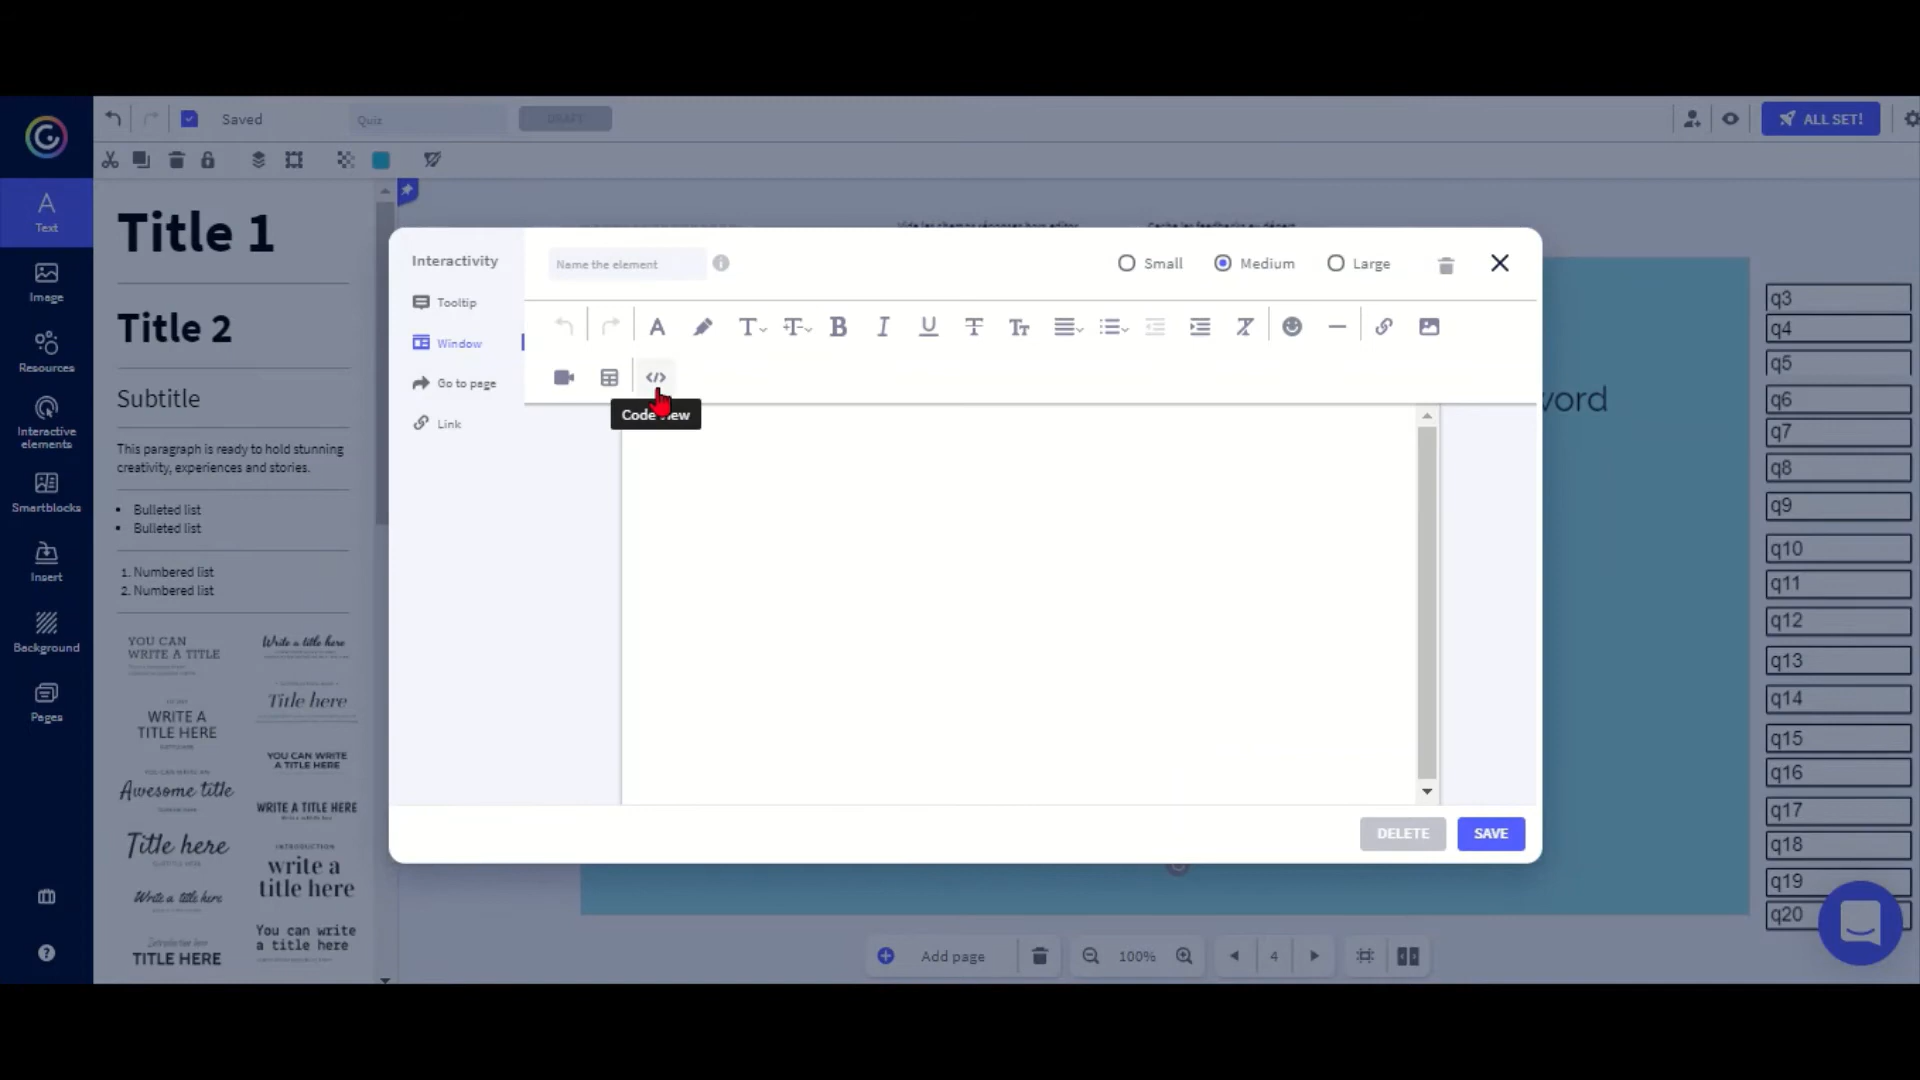 Saved
Quiz
DRAFT
ALL SET!
Text
Image
Resources
Interactive
elements
Smartblocks
Insert
Background
Pages
Title 1
Title 2
Subtitle
This paragraph is ready to hold stunning
creativity, experiences and stories.
• Bulleted list
• Bulleted list
1. Numbered list
2. Numbered list
YOU CAN
WRITE A TITLE
Write a title here
WRITE A
TITLE HERE
Title here
YOU CAN WRITE
A TITLE HERE
Awesome title
WRITE A TITLE HERE
Title here
INTRODUCTION
write a
title here
Write a title here
You can write
a title here
TITLE HERE
Interactivity
Tooltip
Window
Go to page
Link
Name the element
Small
Medium
Large
Code
DELETE
SAVE
word
q3
q4
q5
q6
q7
q8
q9
q10
q11
q12
q13
q14
q15
q16
q17
q18
q19
q20
Add page
100%
4